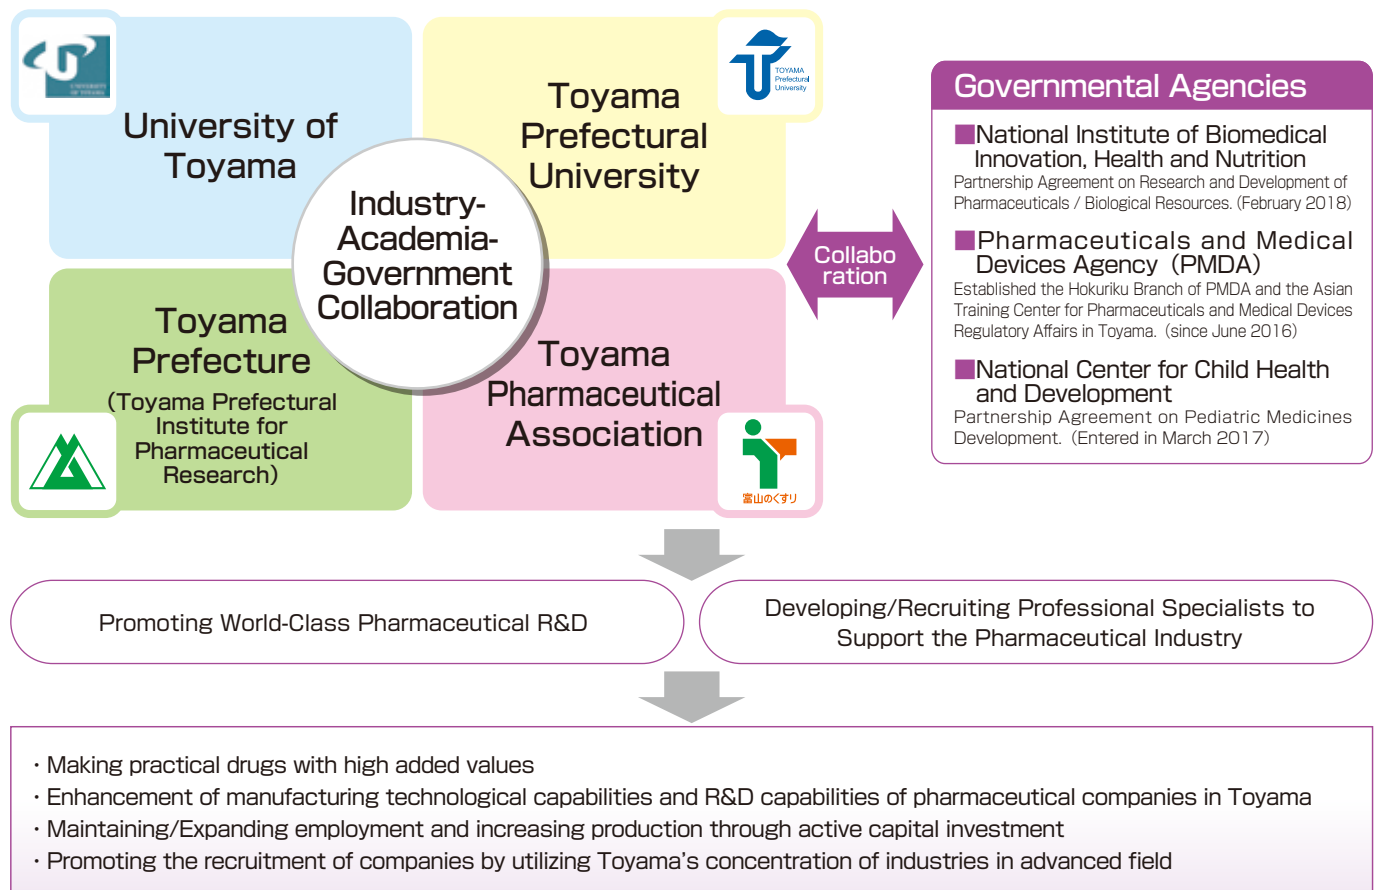 UNIVERSITY
OF TOYAMA
University of
Toyama
TOYAMA
Prefectural
University
Toyama
Prefectural
University
Industry-
Academia-
Government
Collaboration
Toyama
Prefecture
(Toyama Prefectural
Institute for
Pharmaceutical
Research)
Toyama
Pharmaceutical
Association
富山のくすり
Collabo
ration
Governmental Agencies
■National Institute of Biomedical
Innovation, Health and Nutrition
Partnership Agreement on Research and Development of
Pharmaceuticals / Biological Resources. (February 2018)
■Pharmaceuticals and Medical
Devices Agency (PMDA)
Established the Hokuriku Branch of PMDA and the Asian
Training Center for Pharmaceuticals and Medical Devices
Regulatory Affairs in Toyama. (since June 2016)
■National Center for Child Health
and Development
Partnership Agreement on Pediatric Medicines
Development. (Entered in March 2017)
Promoting World-Class Pharmaceutical R&D
Developing/Recruiting Professional Specialists to
Support the Pharmaceutical Industry
・Making practical drugs with high added values
・Enhancement of manufacturing technological capabilities and R&D capabilities of pharmaceutical companies in Toyama
・Maintaining/Expanding employment and increasing production through active capital investment
・Promoting the recruitment of companies by utilizing Toyama's concentration of industries in advanced field